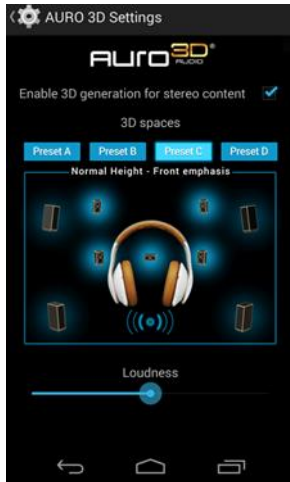 AURO 3D Settings
AURO 3D®
AUDIO
Enable 3D generation for stereo content
3D spaces
Preset A Preset B Preset C Preset D
Normal Height - Front emphasis
Loudness